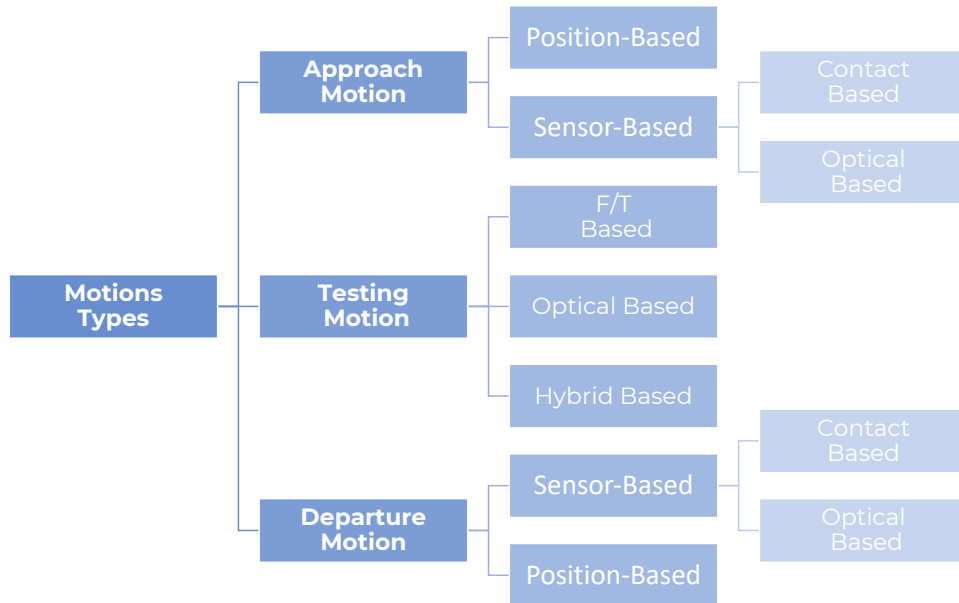 Position-Based
Approach
Motion
Contact
Based
Sensor-Based
Optical
Based
F/T
Based
Motions
Types
Testing
Motion
Optical Based
Hybrid Based
Contact
Based
Sensor-Based
Departure
Motion
Optical
Based
Position-Based